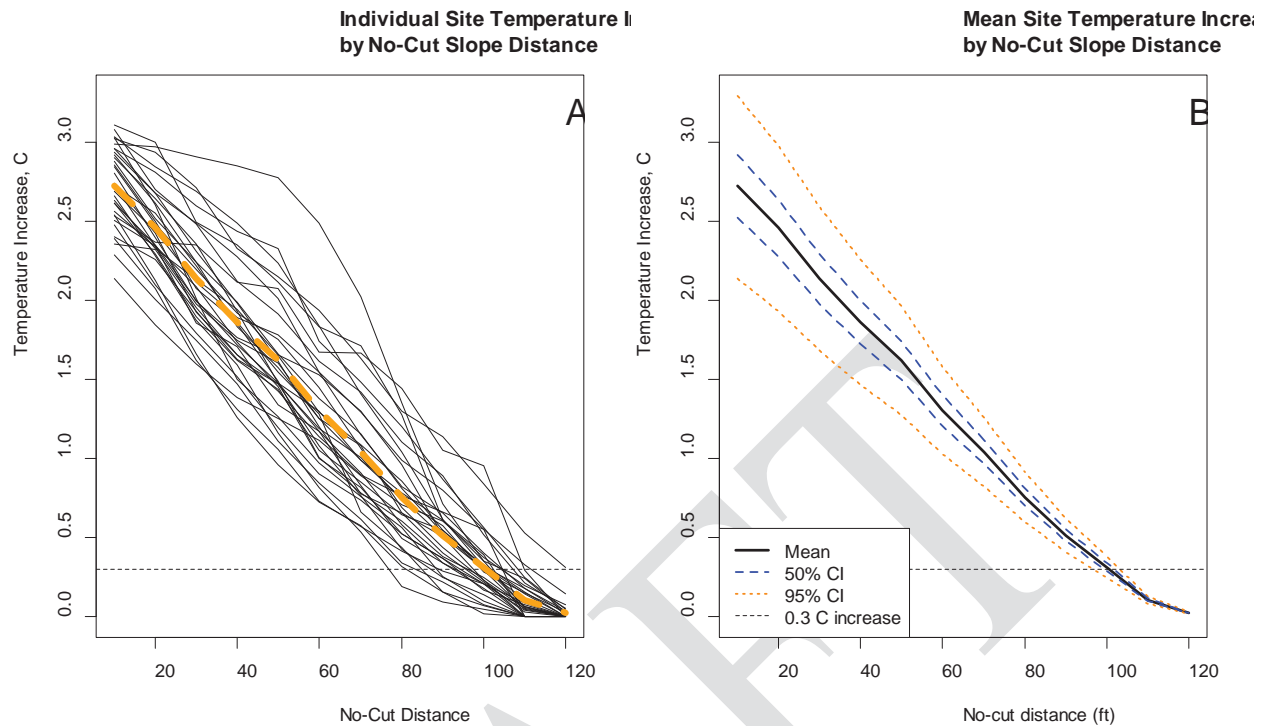 Individual Site Temperature I
by No-Cut Slope Distance
A
3.0
2.5
2.0
1.5
1.0
0.5
0.0
Temperature Increase, C
20 40 60 80 100 120
No-Cut Distance
Mean Site Temperature Increa
by No-Cut Slope Distance
B
3.0
2.5
2.0
1.5
1.0
0.5
0.0
Temperature Increase, C
Mean
50% CI
95% CI
0.3 C increase
20 40 60 80 100 120
No-cut distance (ft)